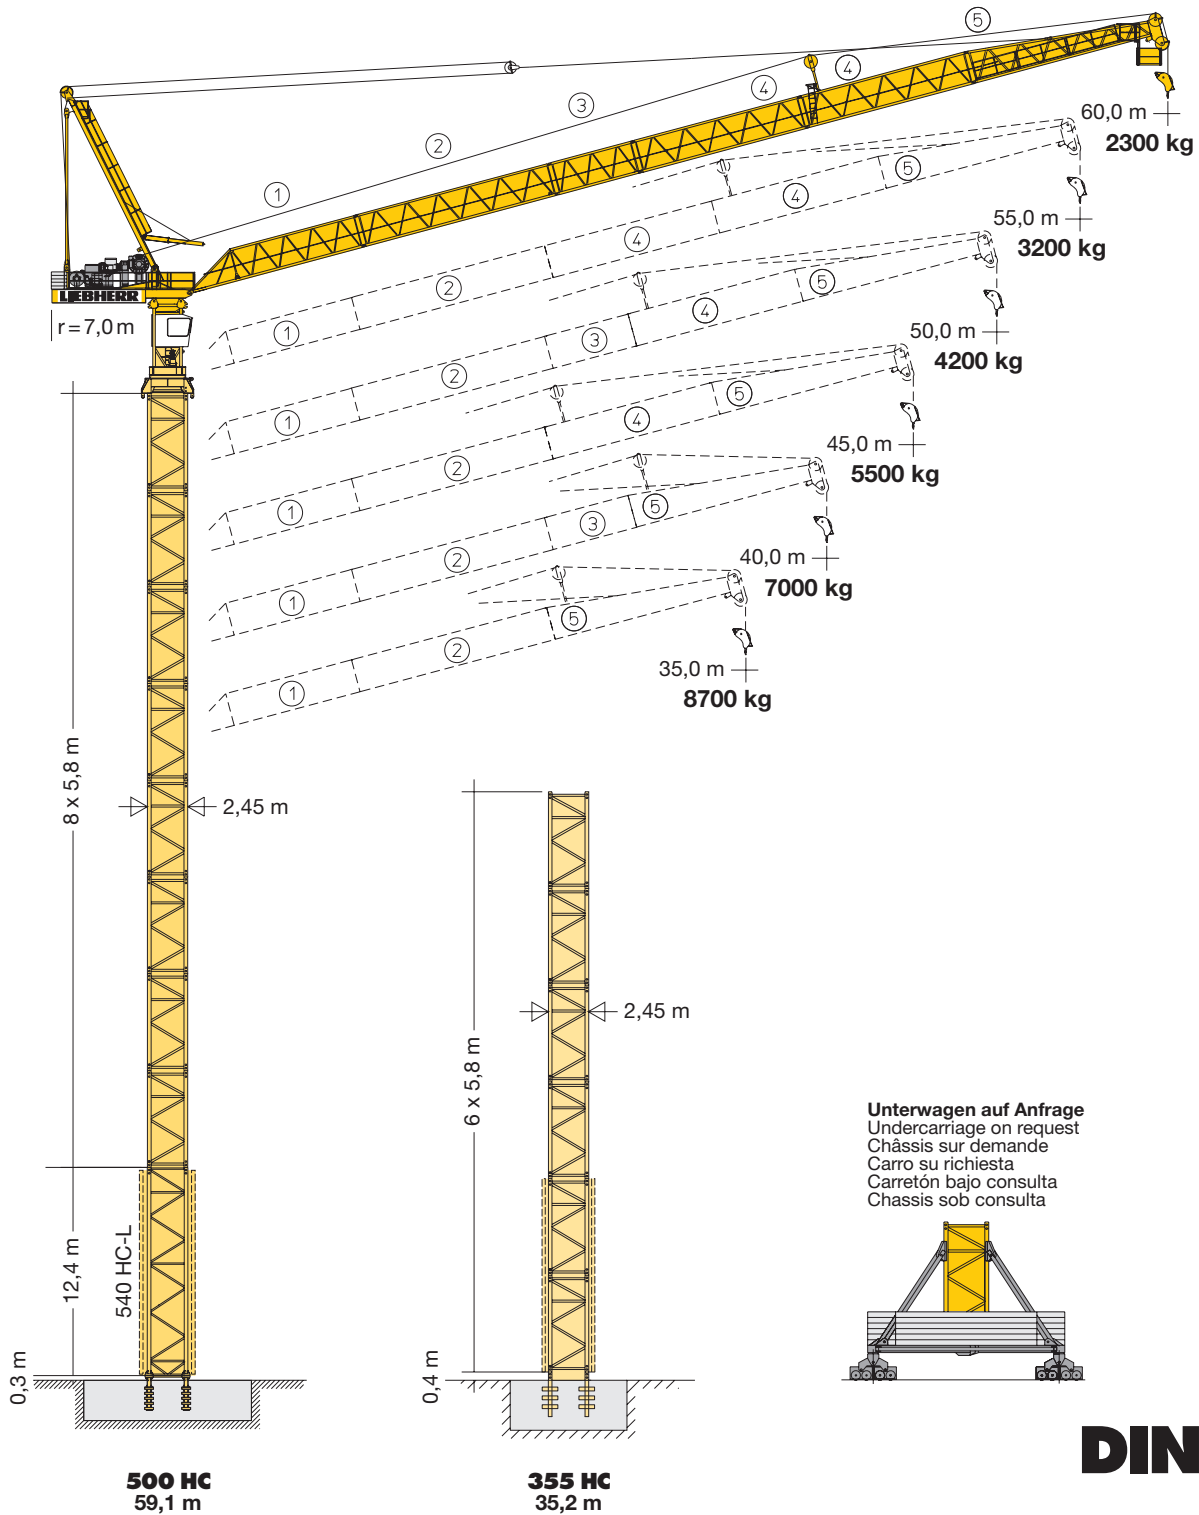 5
4
4
3
2
1
60,0 m
2300 kg
5
4
4
2
1
55,0 m
3200 kg
LIEBHERR
r = 7,0 m
5
4
3
2
1
50,0 m
4200 kg
5
4
2
1
45,0 m
5500 kg
5
3
2
1
40,0 m
7000 kg
5
2
1
35,0 m
8700 kg
8 x 5,8 m
2,45 m
12,4 m
540 HC-L
0,3 m
6 x 5,8 m
2,45 m
0,4 m
Unterwagen auf Anfrage
Undercarriage on request
Châssis sur demande
Carro su richiesta
Carretón bajo consulta
Chassis sob consulta
DIN
500 HC
59,1 m
355 HC
35,2 m